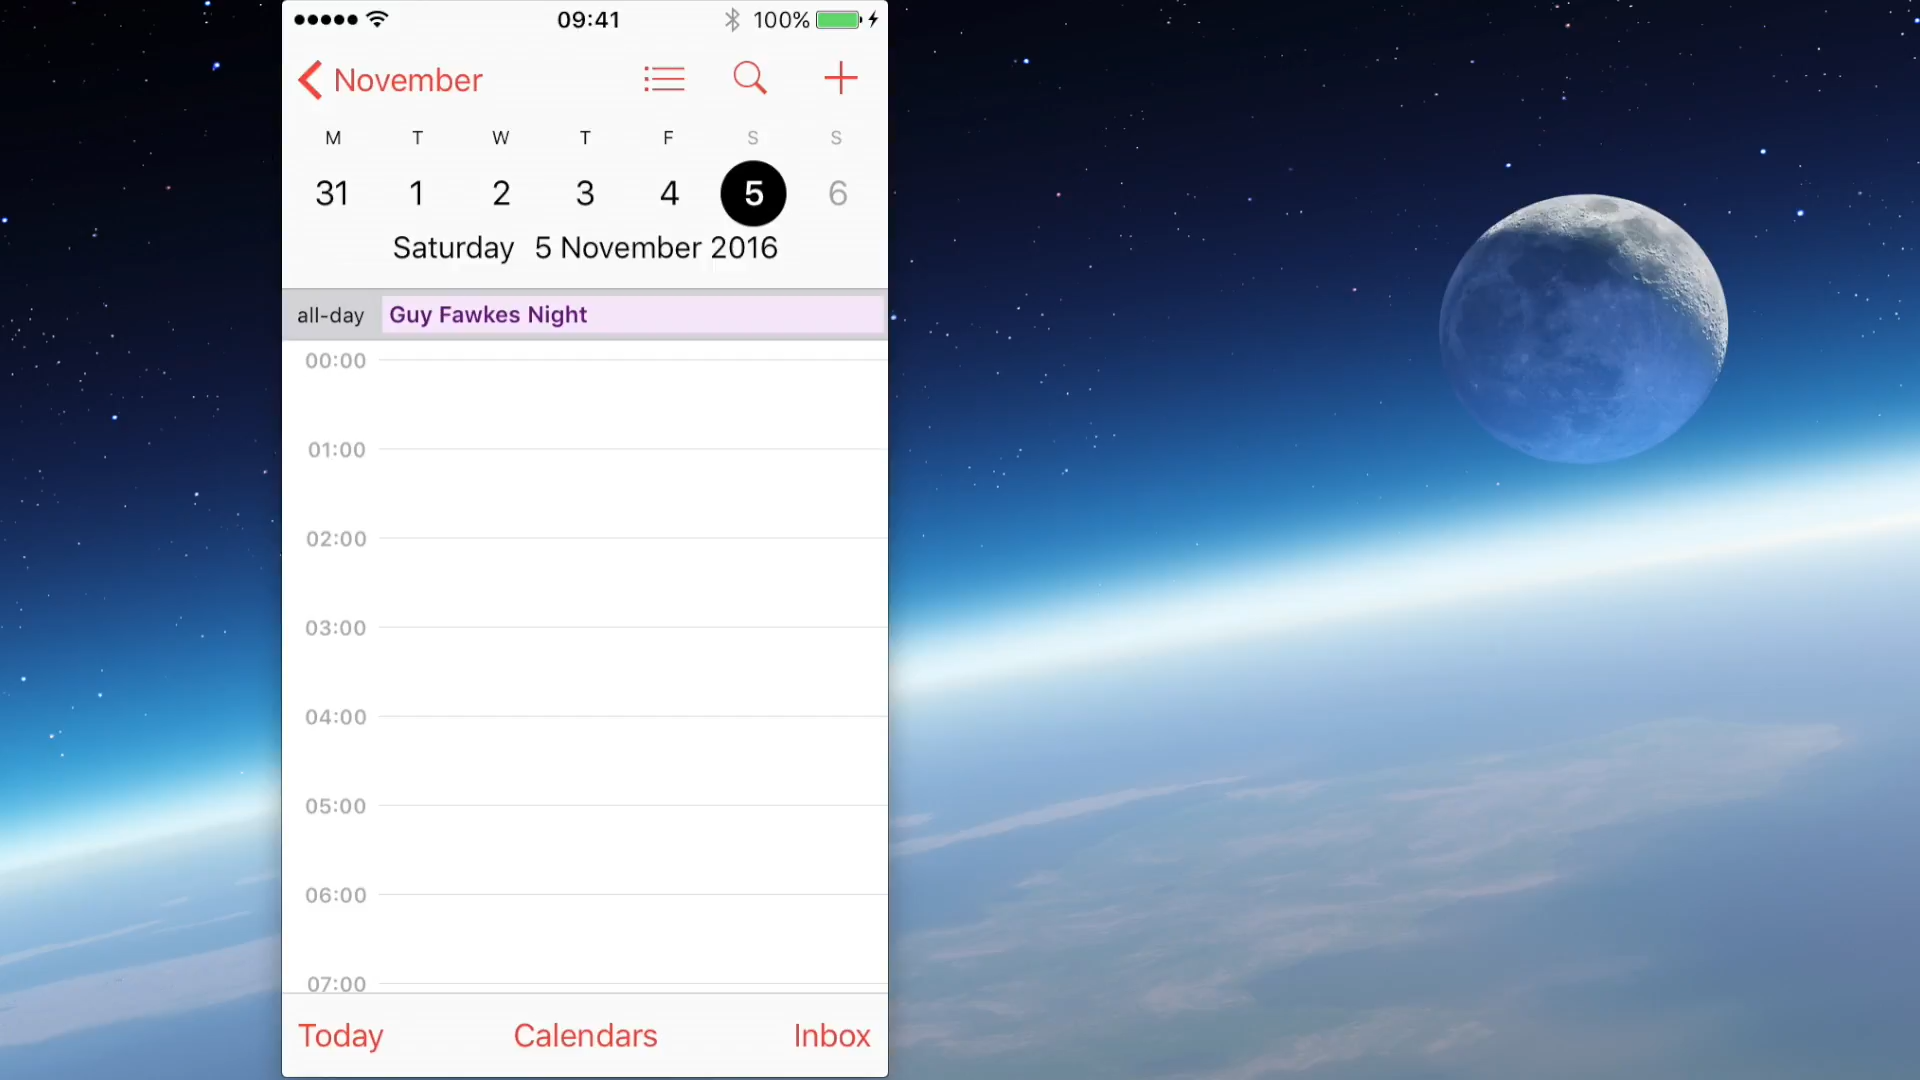 09:41 100%
November
M T W T F S S
31 1 2 3 4 5 6
Saturday 5 November 2016
all-day Guy Fawkes Night
00:00
01:00
02:00
03:00
04:00
05:00
06:00
07:00
Today Calendars Inbox